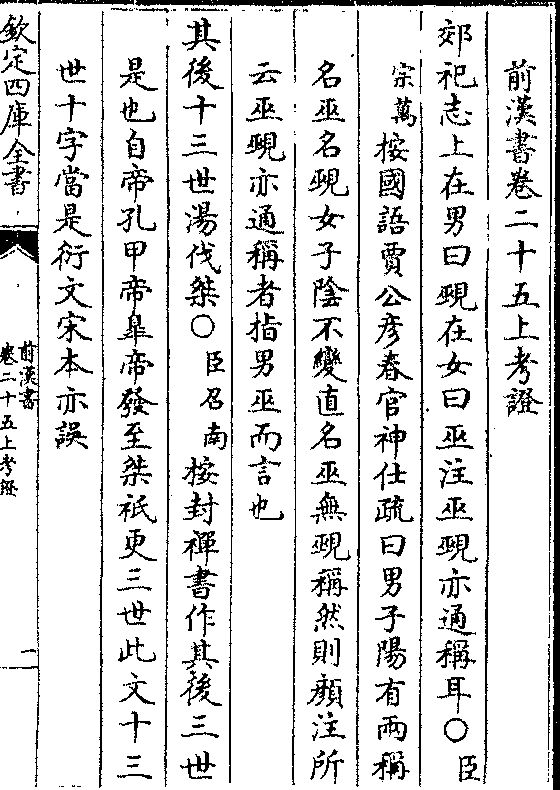 前漢書卷二十五上考證
郊祀志上在男曰覡在女曰巫注巫覡亦通稱耳○臣
宗萬按國語賈公彥春官神仕疏曰男子陽有兩稱
名巫名覡女子陰不變直名巫無覡稱然則顏注所
云巫覡亦通稱者指男巫而言也
其後十三世湯伐桀○臣召南按封禪書作其後三世
是也自帝孔甲帝臯帝發至桀祇更三世此文十三
世十字當是衍文宋本亦誤
欽定四庫全書
前漢書
卷二十五上考證
一